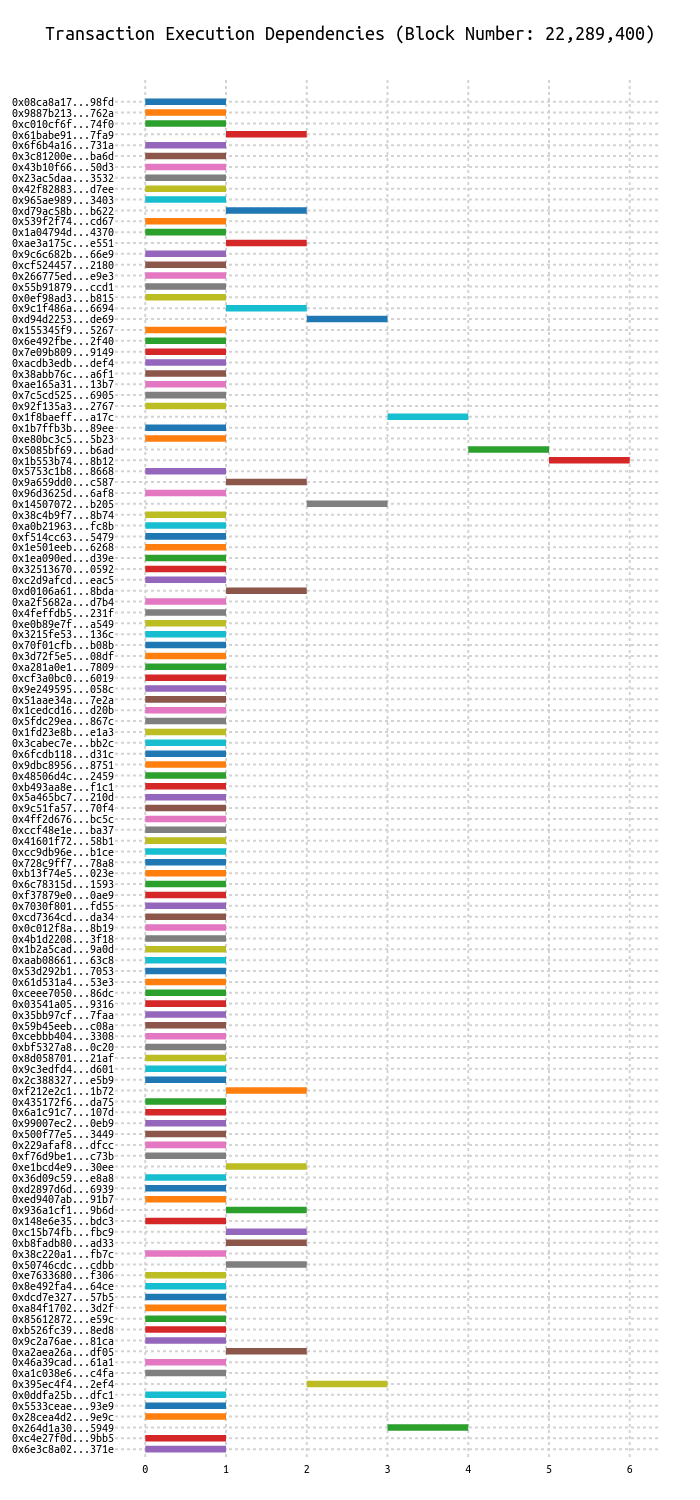 Transaction Execution Dependencies (Block Number: 22,289,400)
0x08ca8a17...98fd
0x9887b213...762a
0xc010cf6f...74f0
0x61babe91...7fa9
0x6f6b4a16...731a
0x3c81200e...ba6d
0x43b10f66...50d3
0x23ac5daa...3532
0x42f82883...d7ee
0x965ae989...3403
0xd79ac58b...b622
0x539f2f74...cd67
0x1a04794d...4370
0xae3a175c...e551
0x9c6c682b...66e9
0xcf524457...2180
0x266775ed...e9e3
0x55b91879...ccd1
0x0ef98ad3...b815
0x9c1f486a...6694
0xd94d2253...de69
0x155345f9...5267
0x6e492fbe...2f40
0x7e09b809...9149
0xacdb3edb...def4
0x38abb76c...a6f1
0xae165a31...13b7
0x7c5cd525...6905
0x92f135a3...2767
0x1f8baeff...a17c
0x1b7ffb3b...89ee
0xe80bc3c5...5b23
0x5085bf69...b6ad
0x1b553b74...8b12
0x5753c1b8...8668
0x9a659dd0...c587
0x96d3625d...6af8
0x14507072...b205
0x38c4b9f7...8b74
0xa0b21963...fc8b
0xf514cc63...5479
0x1e501eeb...6268
0x1ea090ed...d39e
0x32513670...0592
0xc2d9afcd...eac5
0xd0106a61...8bda
0xa2f5682a...d7b4
0x4feffdb5...231f
0xe0b89e7f...a549
0x3215fe53...136c
0x70f01cfb...b08b
0x3d72f5e5...08df
0xa281a0e1...7809
0xcf3a0bc0...6019
0x9e249595...058c
0x51aae34a...7e2a
0x1cedcd16...d20b
0x5fdc29ea...867c
0x1fd23e8b...e1a3
0x3cabec7e...bb2c
0x6fcdb118...d31c
0x9dbc8956...8751
0x48506d4c...2459
0xb493aa8e...f1c1
0x5a465bc7...210d
0x9c51fa57...70f4
0x4ff2d676...bc5c
0xccf48e1e...ba37
0x41601f72...58b1
0xcc9db96e...b1ce
0x728c9ff7...78a8
0xb13f74e5...023e
0x6c78315d...1593
0xf37879e0...0ae9
0x7030f801...fd55
0xcd7364cd...da34
0x0c012f8a...8b19
0x4b1d2208...3f18
0x1b2a5cad...9a0d
0xaab08661...63c8
0x53d292b1...7053
0x61d531a4...53e3
0xceee7050...86dc
0x03541a05...9316
0x35bb97cf...7faa
0x59b45eeb...c08a
0xcebbb404...3308
0xbf5327a8...0c20
0x8d058701...21af
0x9c3edfd4...d601
0x2c388327...e5b9
0xf212e2c1...1b72
0x435172f6...da75
0x6a1c91c7...107d
0x99007ec2...0eb9
0x500f77e5...3449
0x229afaf8...dfcc
0xf76d9be1...c73b
0xe1bcd4e9...30ee
0x36d09c59...e8a8
0xd2897d6d...6939
0xed9407ab...91b7
0x936a1cf1...9b6d
0x148e6e35...bdc3
0xc15b74fb...fbc9
0xb8fadb80...ad33
0x38c220a1...fb7c
0x50746cdc...cdbb
0xe7633680...f306
0x8e492fa4...64ce
0xdcd7e327...57b5
0xa84f1702...3d2f
0x85612872...e59c
0xb526fc39...8ed8
0x9c2a76ae...81ca
0xa2aea26a...df05
0x46a39cad...61a1
0xa1c038e6...c4fa
0x395ec4f4...2ef4
0x0ddfa25b...dfc1
0x5533ceae...93e9
0x28cea4d2...9e9c
0x264d1a30...5949
0xc4e27f0d...9bb5
0x6e3c8a02...371e
0 1 2 3 4 5 6